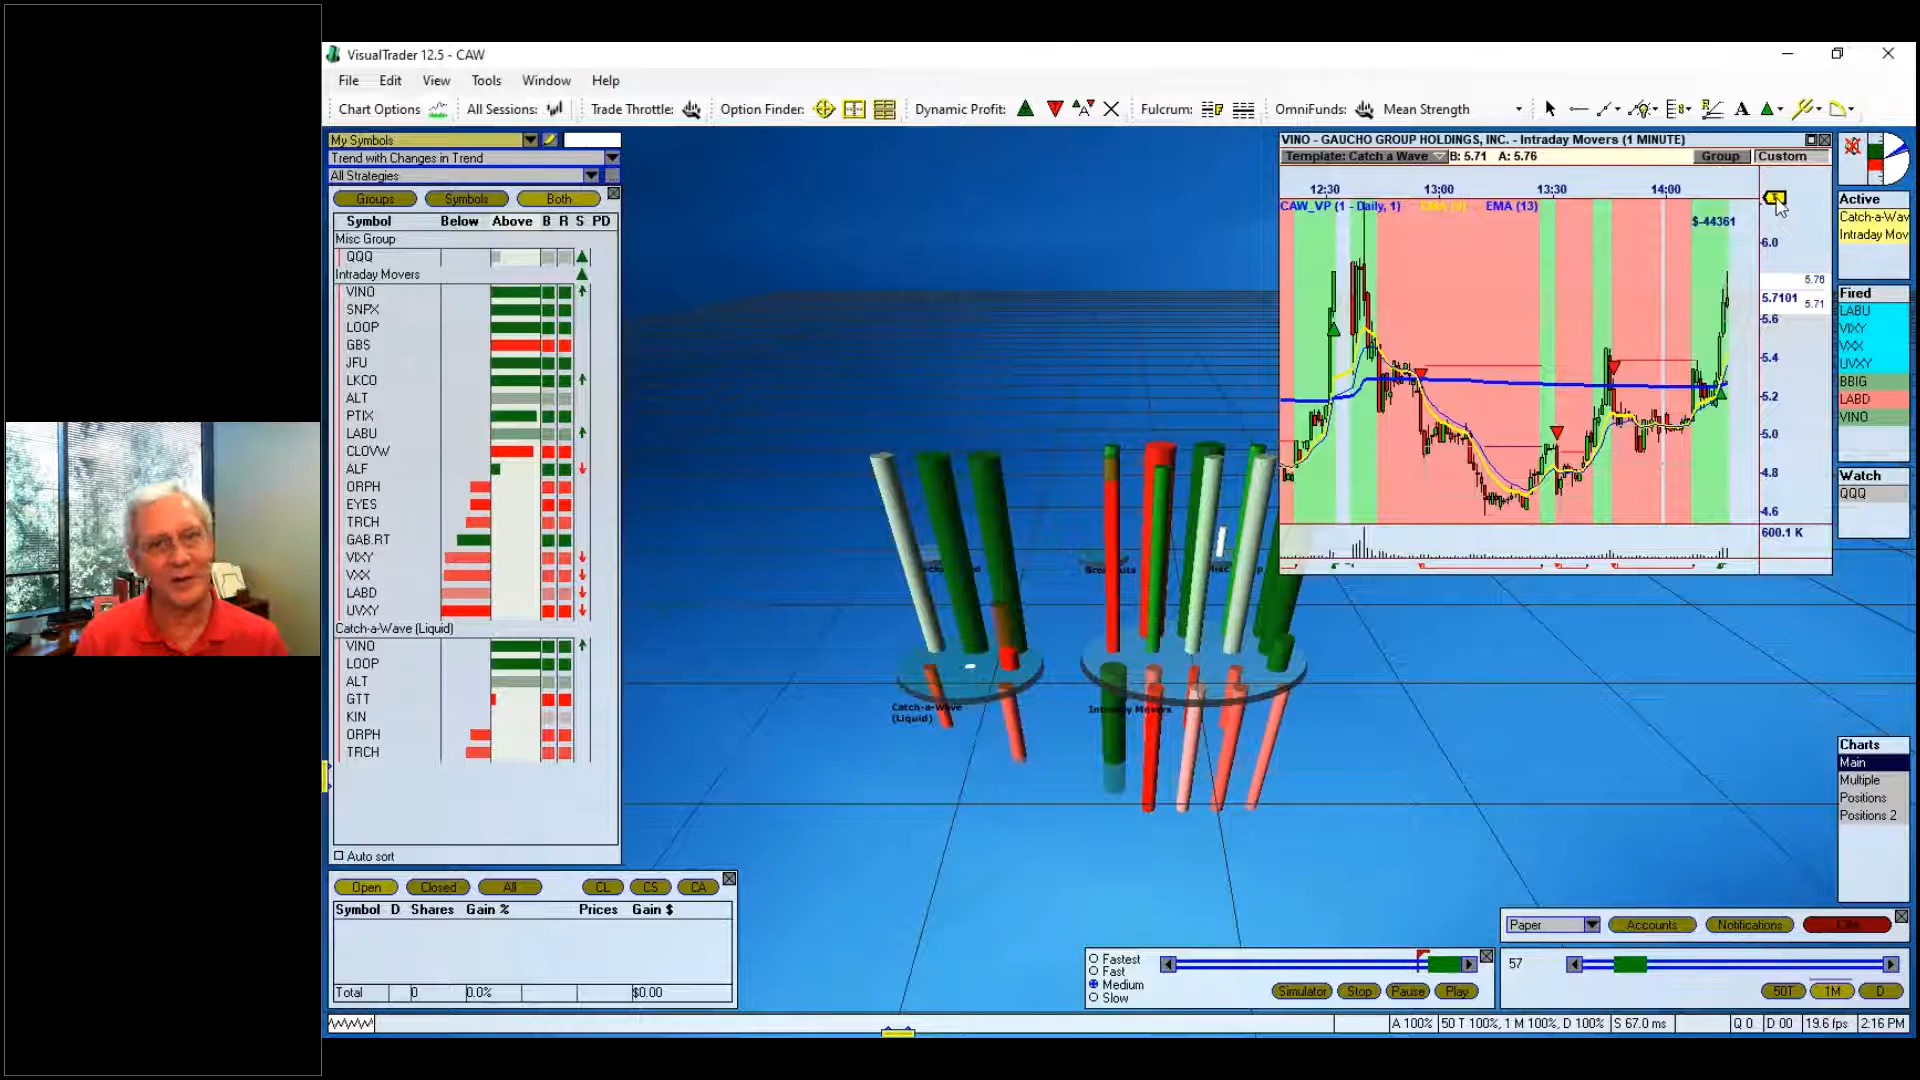 VisualTrader 12.5 - CAW
File Edit View Tools Window Help
Chart Options All Sessions: Trade Throttle: Option Finder: Dynamic Profit: Fulcrum: OmniFunds: Mean Strength A
My Symbols
Trend with Changes in Trend
All Strategies
Groups Symbols Both
Symbol Below Above B R S PD
Misc Group
QQQ
Intraday Movers
VINO
SNPX
LOOP
GBS
JFU
LKCO
ALT
PTIX
LABU
CLOVW
ALF
ORPH
EYES
TRCH
GAB.RT
VIXY
VXX
LABD
UVXY
Catch-a-Wave (Liquid)
VINO
LOOP
ALT
GTT
KIN
ORPH
TRCH
Auto sort
Open Closed All CL CS CA
Symbol D Shares Gain % Prices Gain $
Total 0 0.0% $0.00
Catch-a-Wave
(Liquid)
VINO - GAUCHO GROUP HOLDINGS, INC. - Intraday Movers (1 MINUTE)
Template: Catch a Wave B: 5.71 A: 5.76 Group Custom
12:30 13:00 13:30 14:00
CAW_VP (1 - Daily, 1) EMA (13)
$-44361
6.0
5.76
5.7101 5.71
5.6
5.4
5.2
5.0
4.8
4.6
600.1 K
Active
Catch-a-Wav
Intraday Mov
Fired
LABU
VIXY
VXX
UVXY
BBIG
LABD
VINO
Watch
QQQ
Charts
Main
Multiple
Positions
Positions 2
Paper Accounts Notifications
Fastest
Fast
Medium
Slow
Simulator Stop Pause Play
57
50T 1M D
A 100% 50 T 100%, 1 M 100%, D 100% S 67.0 ms Q 0 D 00 19.6 fps 2:16 PM